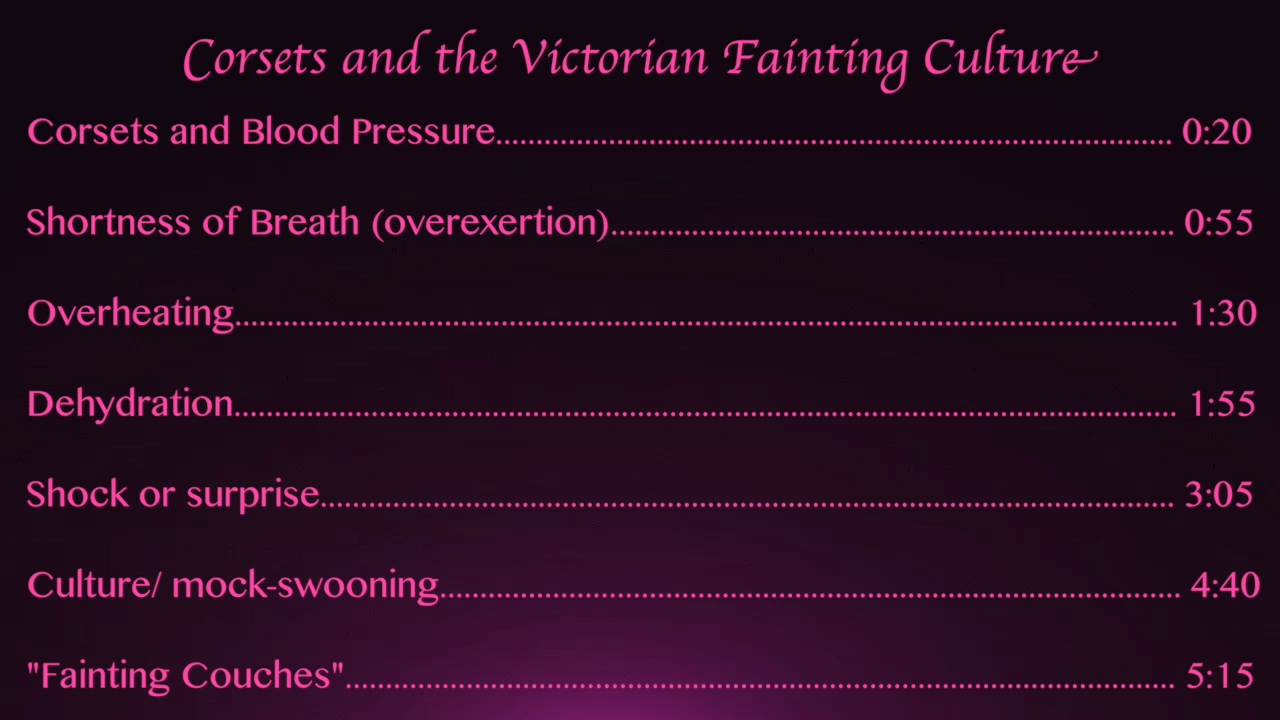 Corsets and the Victorian Fainting Culture
Corsets and Blood Pressure.................................................................... 0:20
Shortness of Breath (overexertion)........................................................ 0:55
Overheating.............................................................................................. 1:30
Dehydration.............................................................................................. 1:55
Shock or surprise..................................................................................... 3:05
Culture/ mock-swooning.......................................................................... 4:40
"Fainting Couches"................................................................................... 5:15